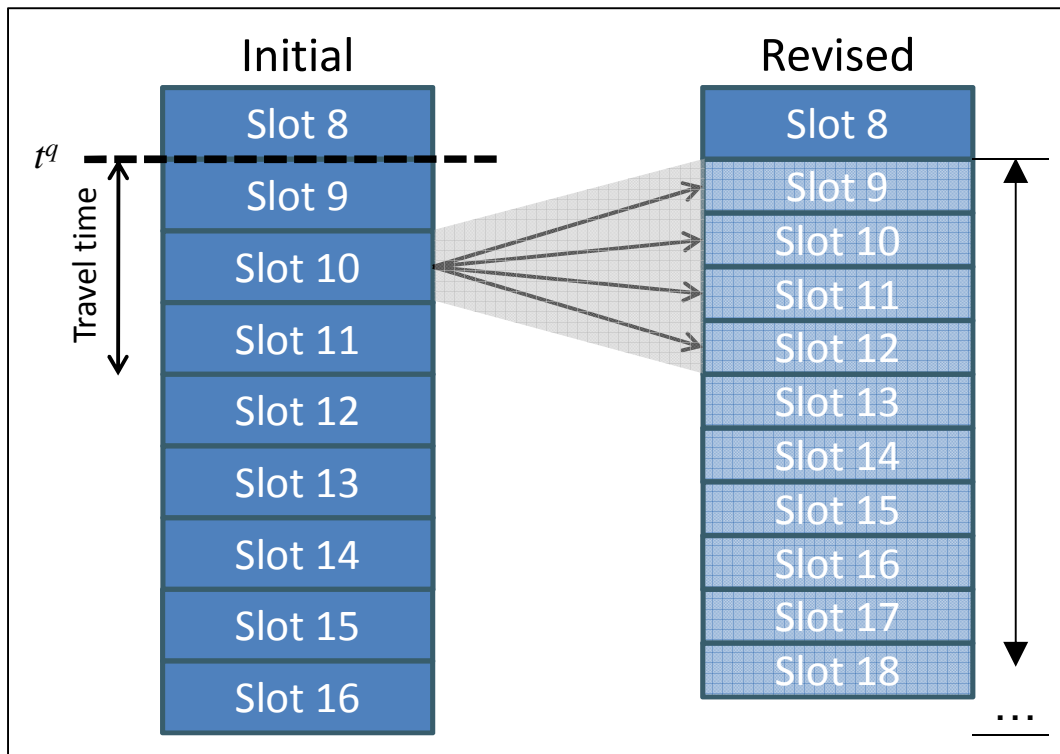 Initial
Revised
Slot 8
t^q
Slot 9
Slot 10
Slot 11
Slot 12
Slot 13
Slot 14
Slot 15
Slot 16
Travel time
Slot 8
Slot 9
Slot 10
Slot 11
Slot 12
Slot 13
Slot 14
Slot 15
Slot 16
Slot 17
Slot 18
...